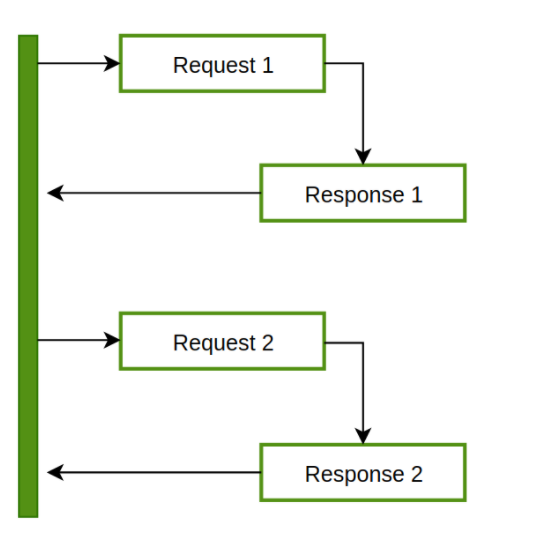 Request 1
Response 1
Request 2
Response 2